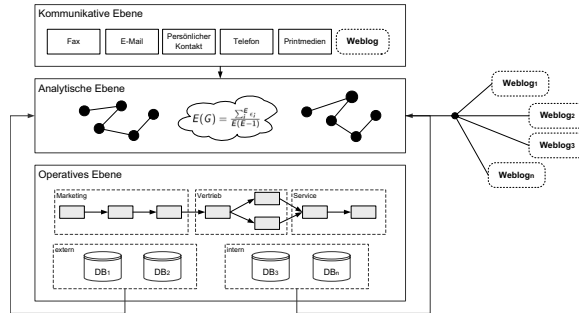 Kommunikative Ebene
Fax
E-Mail
Persönlicher
Kontakt
Telefon
Printmedien
Weblog
Analytische Ebene
Weblog₁
Weblog₂
Weblog₃
Weblogₙ
Operatives Ebene
Marketing
Vertrieb
Service
extern
intern
DB₁
DB₂
DB₃
DBₙ